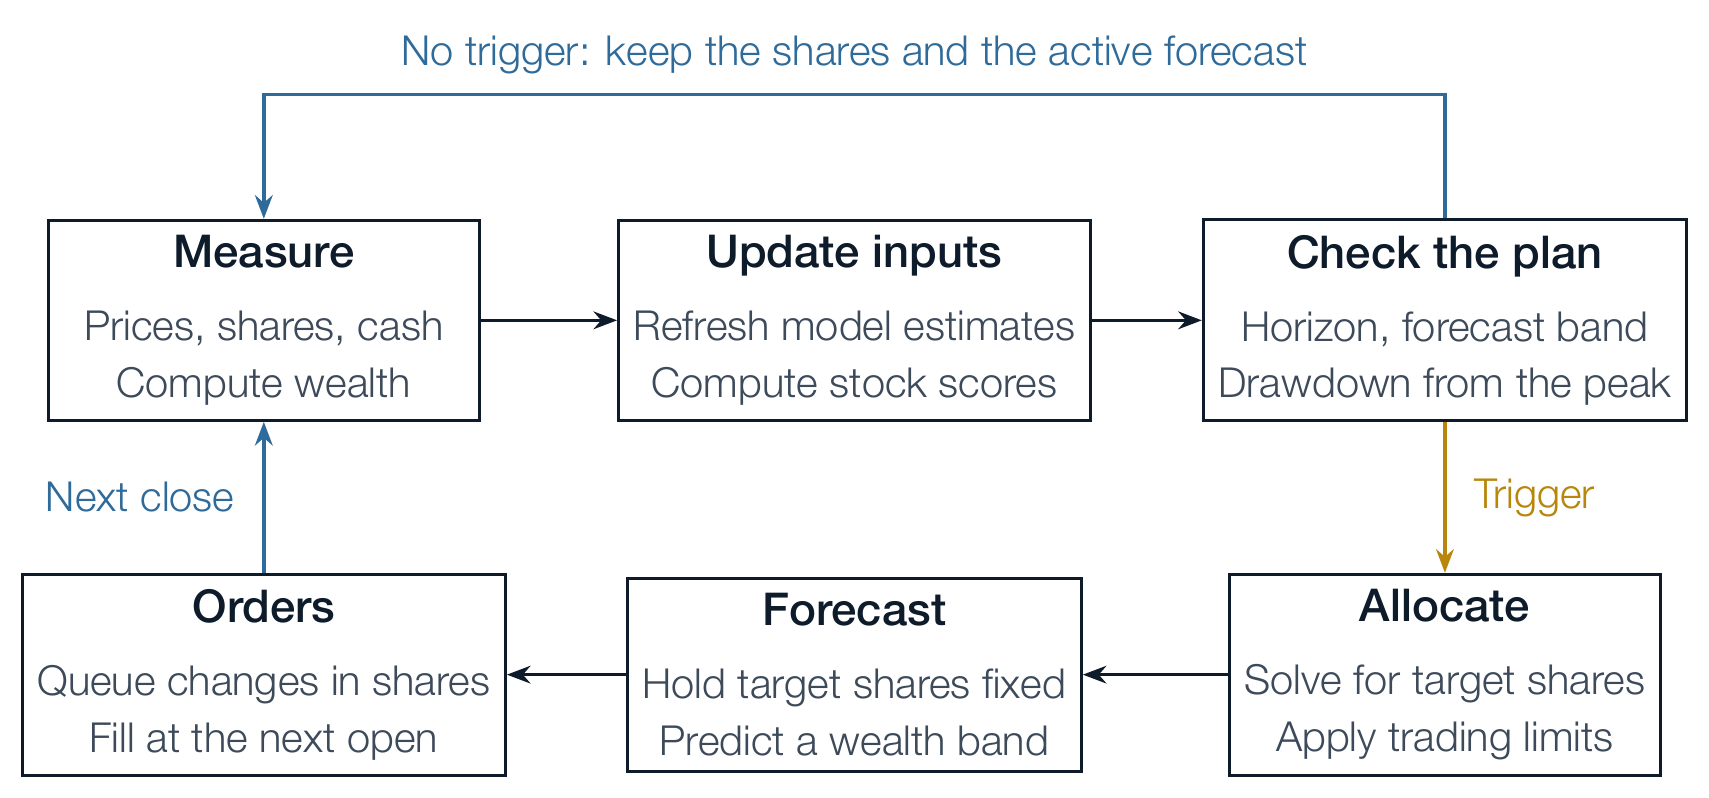 No trigger: keep the shares and the active forecast
Measure
Prices, shares, cash
Compute wealth
Update inputs
Refresh model estimates
Compute stock scores
Check the plan
Horizon, forecast band
Drawdown from the peak
Next close
Trigger
Orders
Queue changes in shares
Fill at the next open
Forecast
Hold target shares fixed
Predict a wealth band
Allocate
Solve for target shares
Apply trading limits